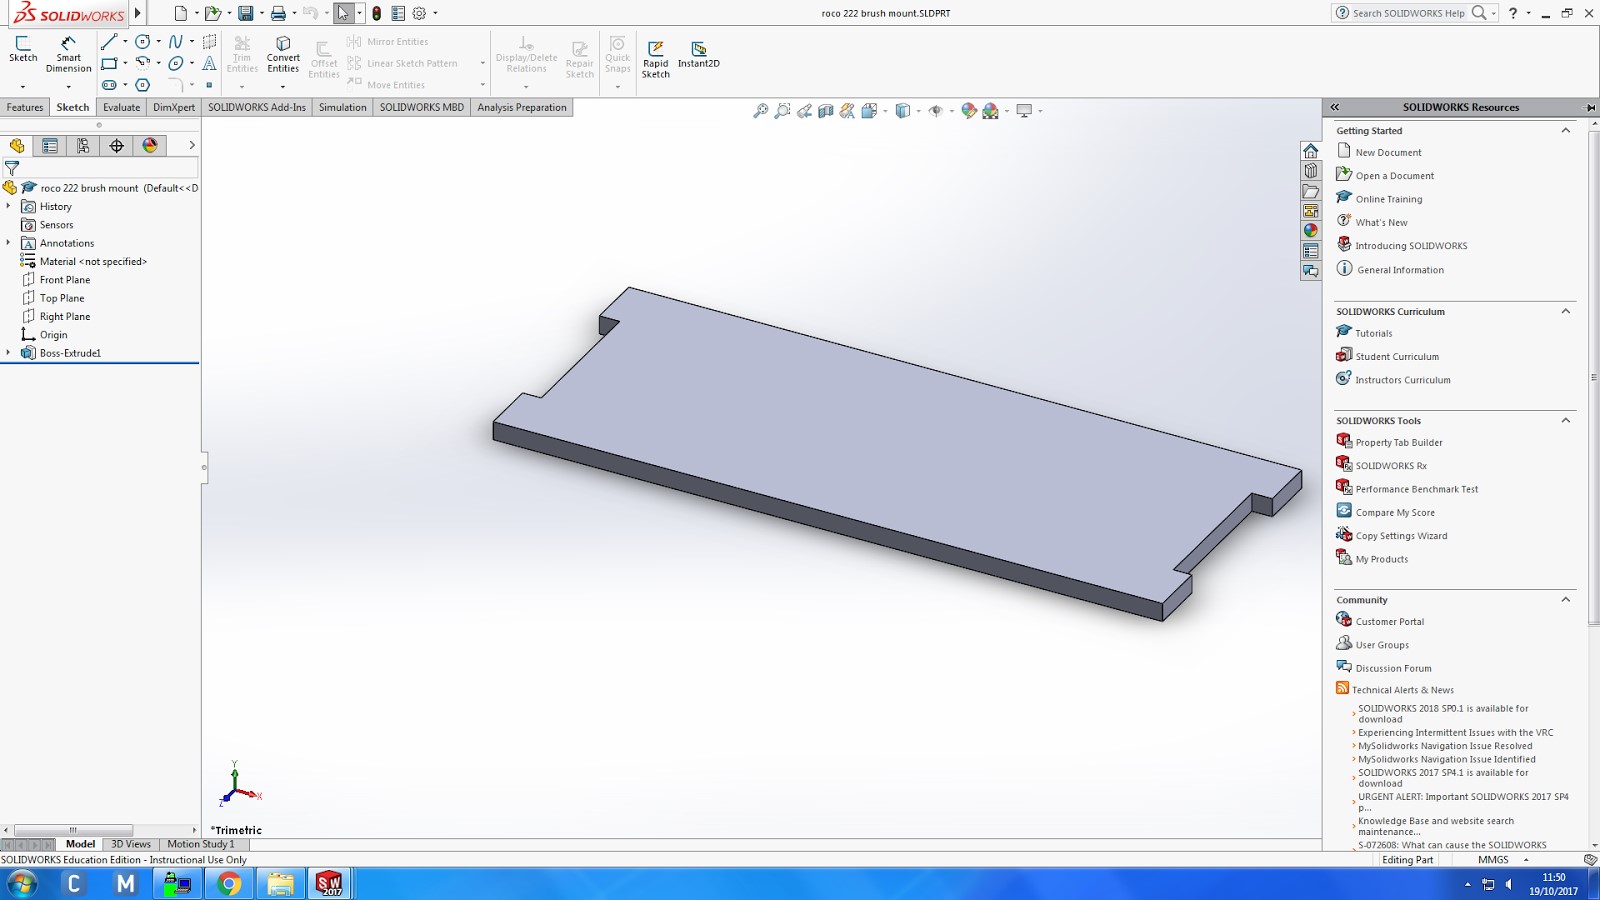 SOLIDWORKS
roco 222 brush mount.SLDPRT
Search SOLIDWORKS Help
Sketch
Smart Dimension
Trim Entities
Convert Entities
Offset Entities
Mirror Entities
Linear Sketch Pattern
Move Entities
Display/Delete Relations
Repair Sketch
Quick Snaps
Rapid Sketch
Instant2D
Features
Sketch
Evaluate
DimXpert
SOLIDWORKS Add-Ins
Simulation
SOLIDWORKS MBD
Analysis Preparation
roco 222 brush mount (Default<<D
History
Sensors
Annotations
Material <not specified>
Front Plane
Top Plane
Right Plane
Origin
Boss-Extrude1
Y
X
Z
*Trimetric
SOLIDWORKS Resources
Getting Started
New Document
Open a Document
Online Training
What's New
Introducing SOLIDWORKS
General Information
SOLIDWORKS Curriculum
Tutorials
Student Curriculum
Instructors Curriculum
SOLIDWORKS Tools
Property Tab Builder
SOLIDWORKS Rx
Performance Benchmark Test
Compare My Score
Copy Settings Wizard
My Products
Community
Customer Portal
User Groups
Discussion Forum
Technical Alerts & News
SOLIDWORKS 2018 SP0.1 is available for
download
Experiencing Intermittent Issues with the VRC
MySolidworks Navigation Issue Resolved
MySolidworks Navigation Issue Identified
SOLIDWORKS 2017 SP4.1 is available for
download
URGENT ALERT: Important SOLIDWORKS 2017 SP4
p...
Knowledge Base and website search
maintenance...
S-072608: What can cause the SOLIDWORKS
Model
3D Views
Motion Study 1
SOLIDWORKS Education Edition - Instructional Use Only
Editing Part
MMGS
C
M
SW
2017
11:50
19/10/2017